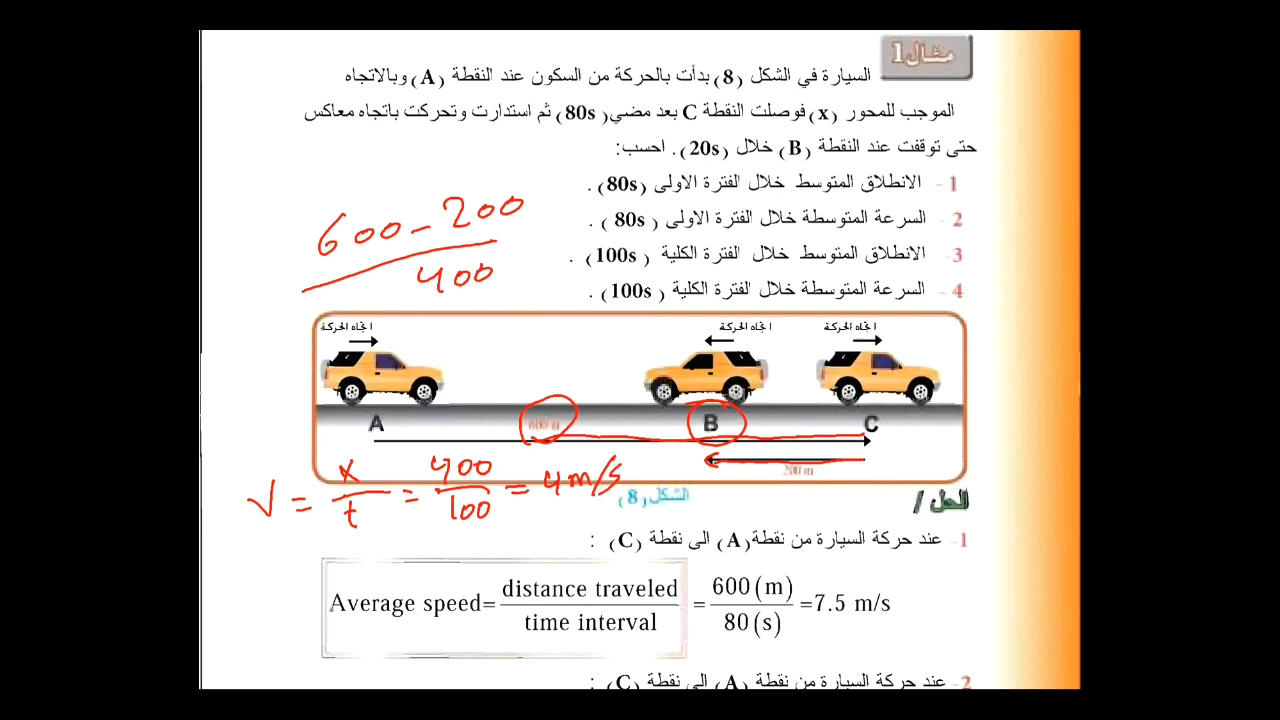 مثال 1
السيارة في الشكل (8) بدأت بالحركة من السكون عند النقطة (A) وبالاتجاه
الموجب للمحور (x) فوصلت النقطة C بعد مضي (80s) ثم استدارت وتحركت باتجاه معاكس
حتى توقفت عند النقطة (B) خلال (20s). احسب:
1- الانطلاق المتوسط خلال الفترة الاولى (80s) .
2- السرعة المتوسطة خلال الفترة الاولى (80s) .
3- الانطلاق المتوسط خلال الفترة الكلية (100s) .
4- السرعة المتوسطة خلال الفترة الكلية (100s) .
600 - 200
400
اتجاه الحركة اتجاه الحركة اتجاه الحركة
A 600 m B C
200 m
V = x/t = 400/100 = 4 m/s
الشكل (8)
الحل /
1- عند حركة السيارة من نقطة (A) الى نقطة (C) :
Average speed= distance traveled / time interval = 600 (m) / 80 (s) =7.5 m/s
2- عند حركة السيارة من نقطة (A) الى نقطة (C) :